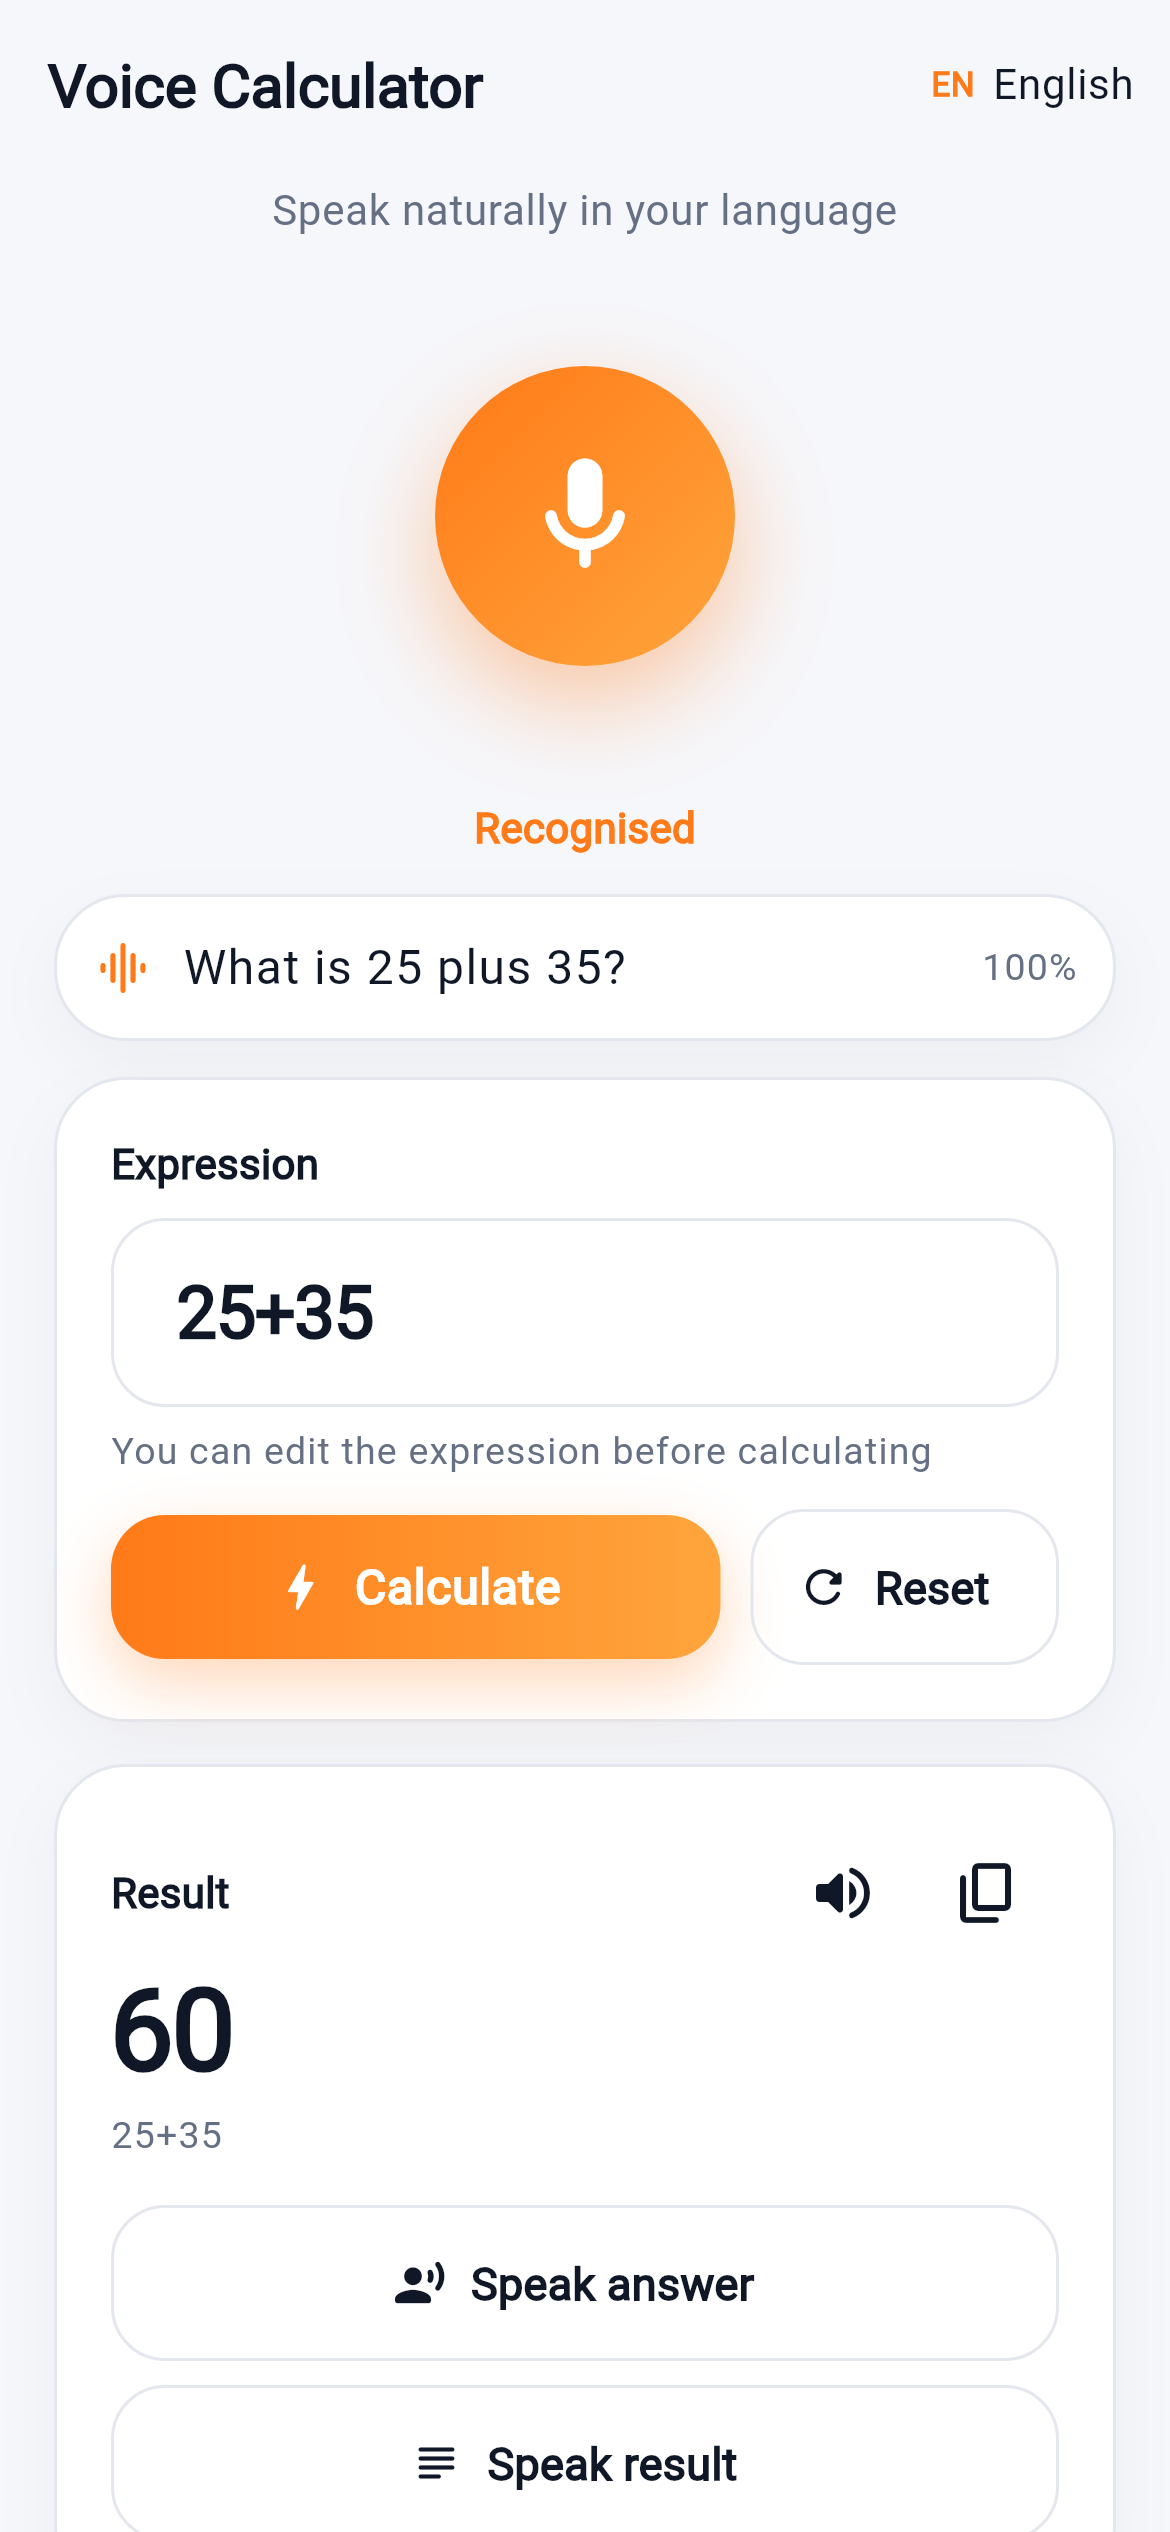 Voice Calculator
EN English
Speak naturally in your language
Recognised
What is 25 plus 35?
100%
Expression
25+35
You can edit the expression before calculating
Calculate
Reset
Result
60
25+35
Speak answer
Speak result